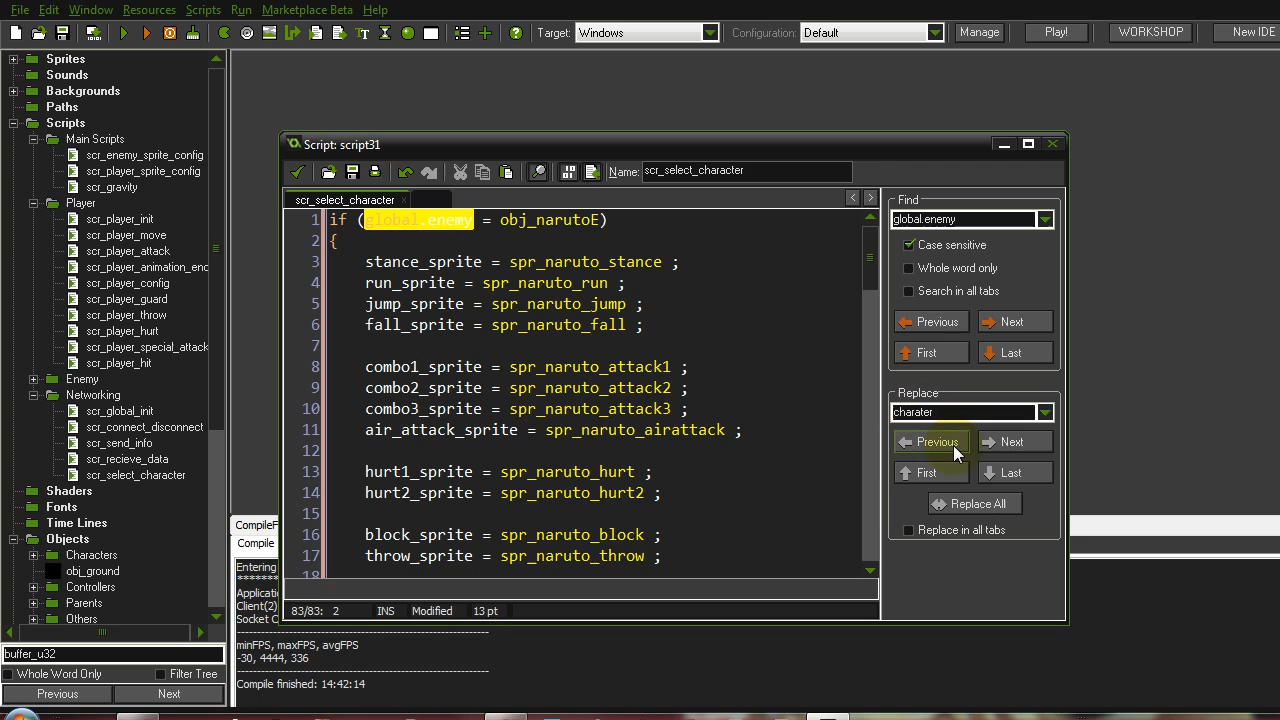 File Edit Window Resources Scripts Run Marketplace Beta Help
Target: Windows Configuration: Default Manage Play! WORKSHOP New IDE
Sprites
Sounds
Backgrounds
Paths
Scripts
Main Scripts
scr_enemy_sprite_config
scr_player_sprite_config
scr_gravity
Player
scr_player_init
scr_player_move
scr_player_attack
scr_player_animation_enc
scr_player_config
scr_player_guard
scr_player_throw
scr_player_hurt
scr_player_special_attack
scr_player_hit
Enemy
Networking
scr_global_init
scr_connect_disconnect
scr_send_info
scr_recieve_data
scr_select_character
Shaders
Fonts
Time Lines
Objects
Characters
obj_ground
Controllers
Parents
Others
buffer_u32
Whole Word Only Filter Tree
Previous Next
Script: script31
Name: scr_select_character
scr_select_character
1 if (global.enemy = obj_narutoE)
2 {
3 stance_sprite = spr_naruto_stance ;
4 run_sprite = spr_naruto_run ;
5 jump_sprite = spr_naruto_jump ;
6 fall_sprite = spr_naruto_fall ;
7
8 combo1_sprite = spr_naruto_attack1 ;
9 combo2_sprite = spr_naruto_attack2 ;
10 combo3_sprite = spr_naruto_attack3 ;
11 air_attack_sprite = spr_naruto_airattack ;
12
13 hurt1_sprite = spr_naruto_hurt ;
14 hurt2_sprite = spr_naruto_hurt2 ;
15
16 block_sprite = spr_naruto_block ;
17 throw_sprite = spr_naruto_throw ;
18
83/83: 2 INS Modified 13 pt
Find
global.enemy
Case sensitive
Whole word only
Search in all tabs
Previous Next
First Last
Replace
charater
Previous Next
First Last
Replace All
Replace in all tabs
CompileF
Compile
Entering
Applicatio
Client(2)
Socket C
minFPS, maxFPS, avgFPS
-30, 4444, 336
Compile finished: 14:42:14